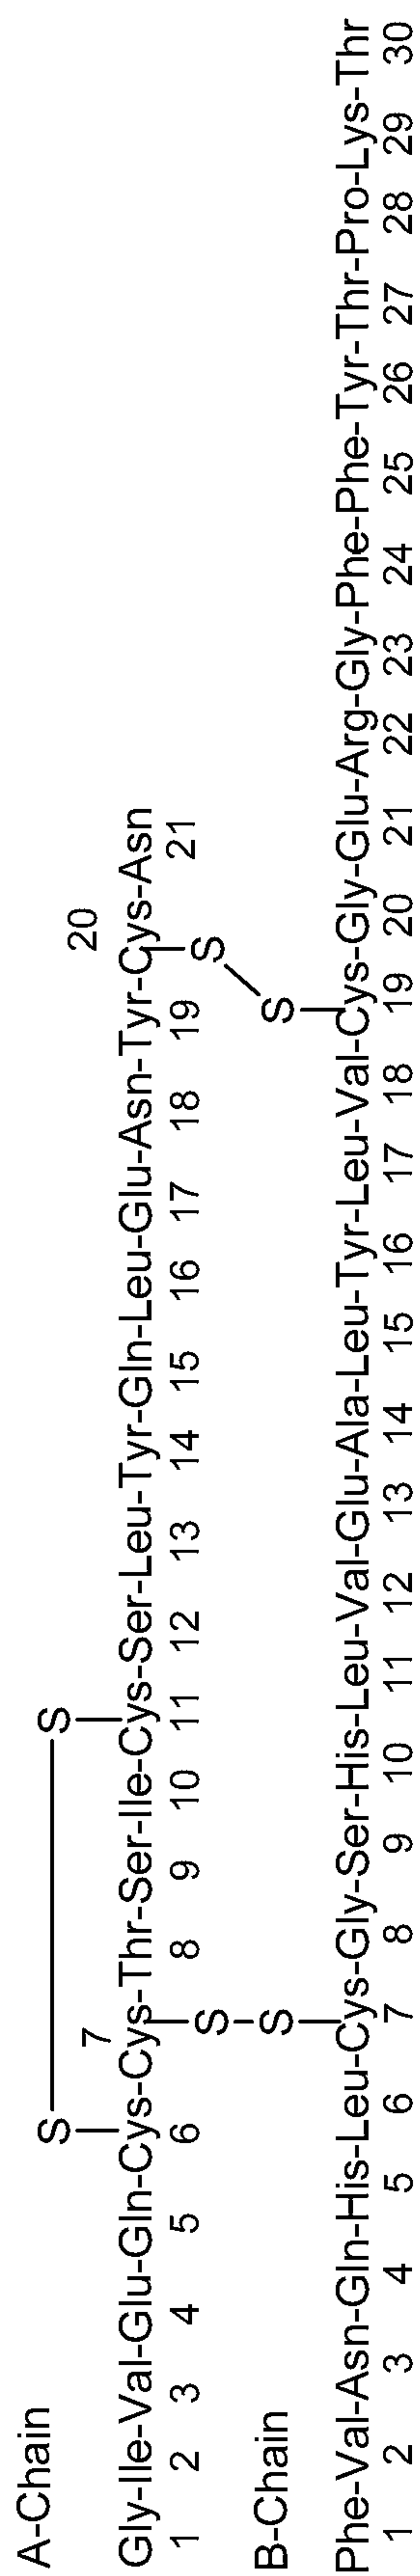 A-Chain
S S
7 20
Gly-Ile-Val-Glu-Gln-Cys-Cys-Thr-Ser-Ile-Cys-Ser-Leu-Tyr-Gln-Leu-Glu-Asn-Tyr-Cys-Asn
1 2 3 4 5 6 8 9 10 11 12 13 14 15 16 17 18 19 21
S S
S S
B-Chain
Phe-Val-Asn-Gln-His-Leu-Cys-Gly-Ser-His-Leu-Val-Glu-Ala-Leu-Tyr-Leu-Val-Cys-Gly-Glu-Arg-Gly-Phe-Phe-Tyr-Thr-Pro-Lys-Thr
1 2 3 4 5 6 7 8 9 10 11 12 13 14 15 16 17 18 19 20 21 22 23 24 25 26 27 28 29 30